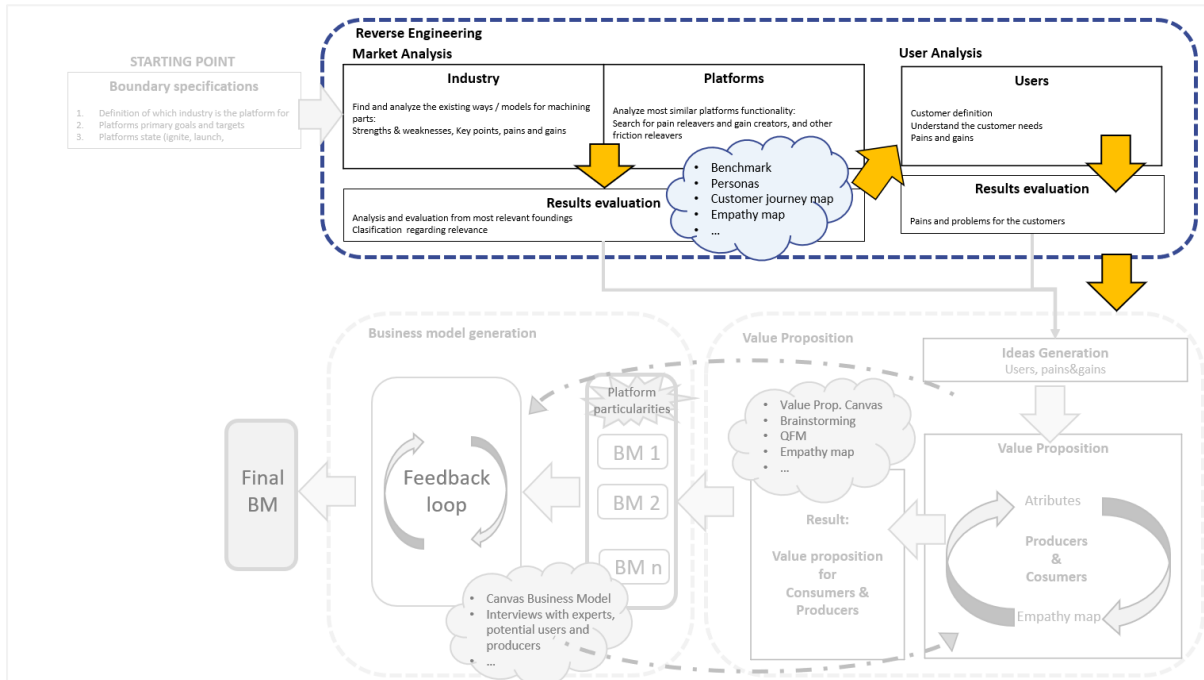 Reverse Engineering
Market Analysis
User Analysis
STARTING POINT
Boundary specifications
1. Definition of which industry is the platform for
2. Platforms primary goals and targets
3. Platforms state (ignite, launch,
Industry
Find and analyze the existing ways / models for machining
parts:
Strengths & weaknesses, Key points, pains and gains
Platforms
Analyze most similar platforms functionality:
Search for pain releavers and gain creators, and other
friction releavers
Users
Customer definition
Understand the customer needs
Pains and gains
• Benchmark
• Personas
• Customer journey map
• Empathy map
• ...
Results evaluation
Analysis and evaluation from most relevant foundings
Clasification regarding relevance
Results evaluation
Pains and problems for the customers
Business model generation
Value Proposition
Ideas Generation
Users, pains&gains
Platform
particularities
BM 1
BM 2
BM n
• Value Prop. Canvas
• Brainstorming
• QFM
• Empathy map
• ...
Value Proposition
Atributes
Producers
&
Cosumers
Empathy map
Result:
Value proposition
for
Consumers &
Producers
Feedback
loop
Final
BM
• Canvas Business Model
• Interviews with experts,
potential users and
producers
• ...